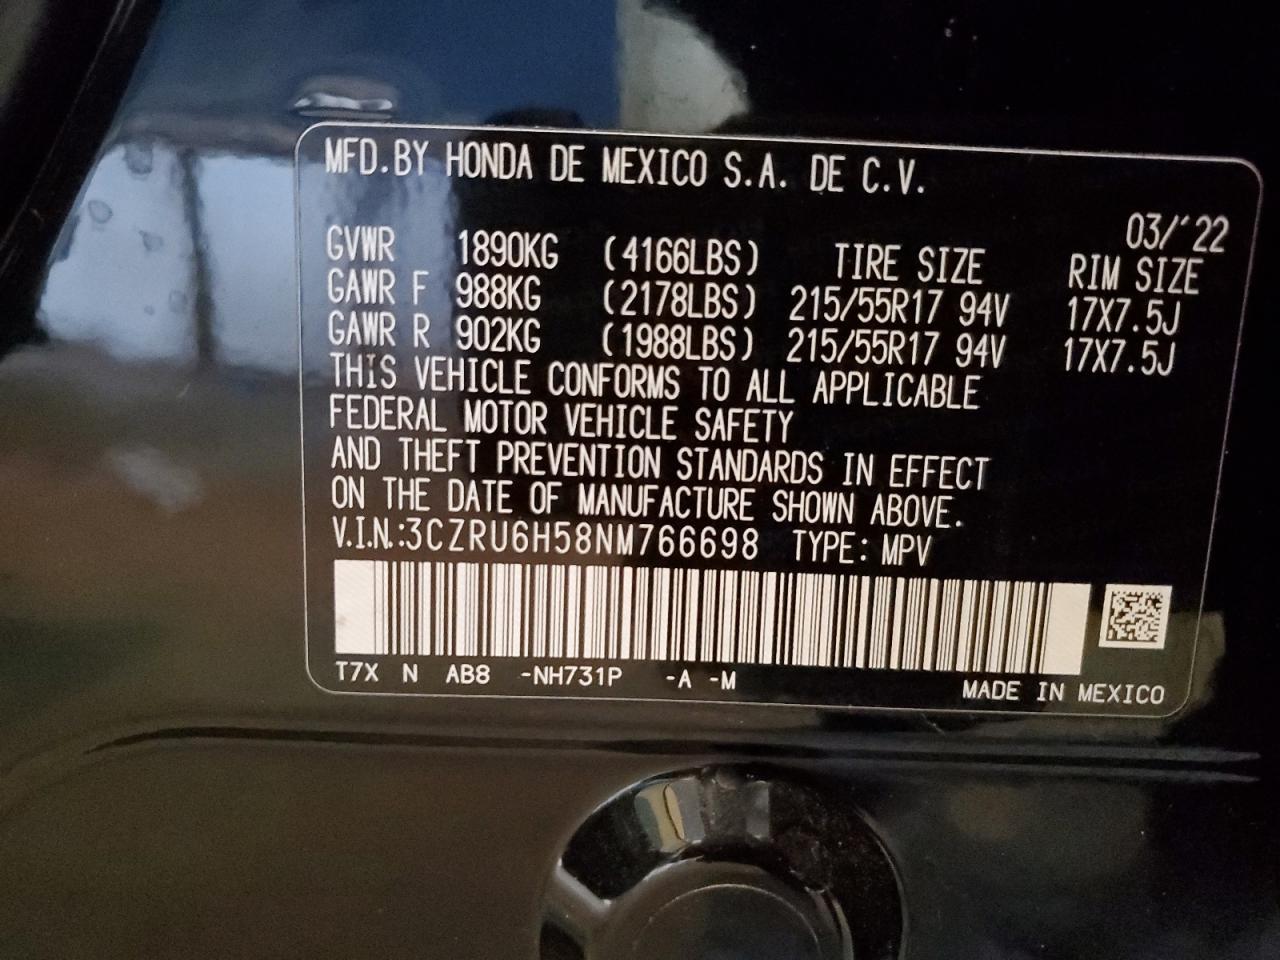 MFD.BY HONDA DE MEXICO S.A. DE C.V.
03/'22
GVWR 1890KG (4166LBS) TIRE SIZE RIM SIZE
GAWR F 988KG (2178LBS) 215/55R17 94V 17X7.5J
GAWR R 902KG (1988LBS) 215/55R17 94V 17X7.5J
THIS VEHICLE CONFORMS TO ALL APPLICABLE
FEDERAL MOTOR VEHICLE SAFETY
AND THEFT PREVENTION STANDARDS IN EFFECT
ON THE DATE OF MANUFACTURE SHOWN ABOVE.
V.I.N.:3CZRU6H58NM766698 TYPE: MPV
T7X N AB8 -NH731P -A -M
MADE IN MEXICO